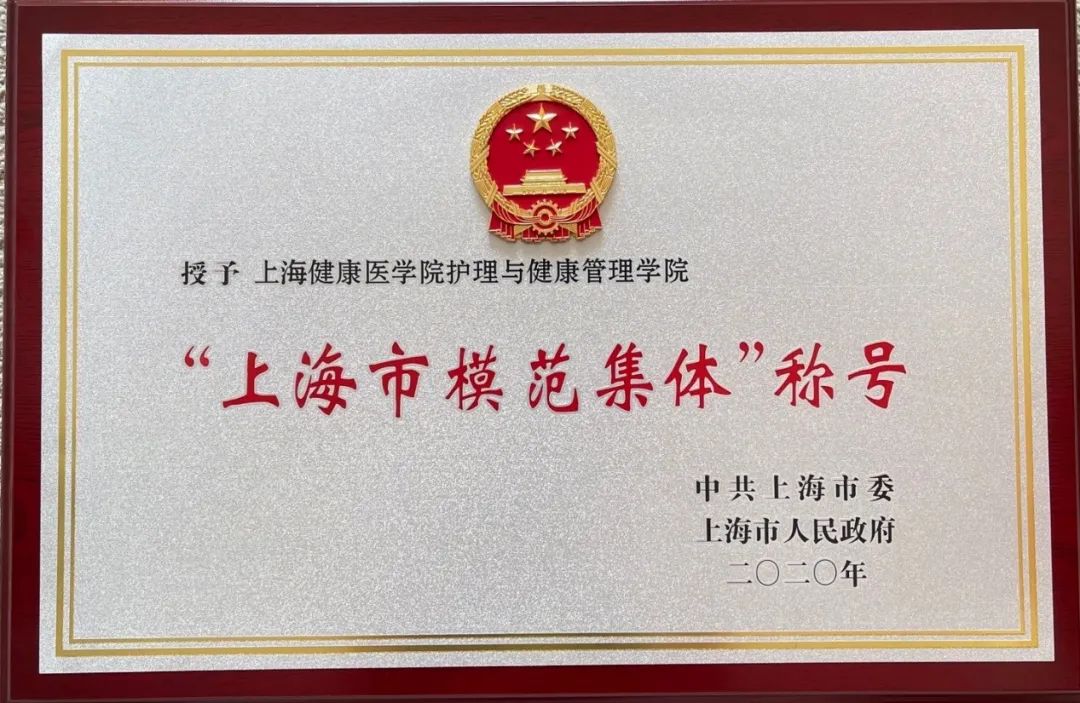 授予 上海健康医学院护理与健康管理学院
“上海市模范集体”称号
中共上海市委
上海市人民政府
二〇二〇年